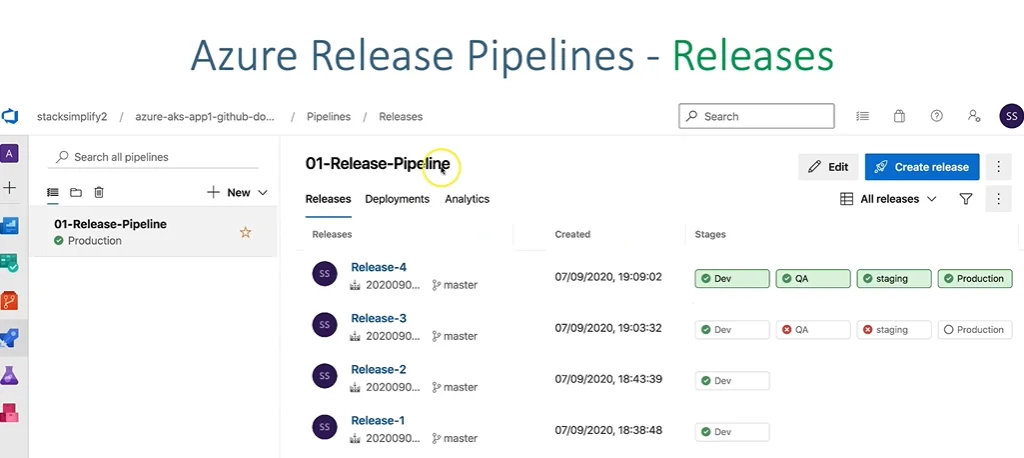 Azure Release Pipelines - Releases
stacksimplify2 / azure-aks-app1-github-do... / Pipelines / Releases
Search
SS
A
Search all pipelines
New
01-Release-Pipeline
Production
01-Release-Pipeline
Edit
Create release
Releases Deployments Analytics
All releases
Releases Created Stages
SS Release-4 07/09/2020, 19:09:02 Dev QA staging Production
2020090... master
SS Release-3 07/09/2020, 19:03:32 Dev QA staging Production
2020090... master
SS Release-2 07/09/2020, 18:43:39 Dev
2020090... master
SS Release-1 07/09/2020, 18:38:48 Dev
2020090... master